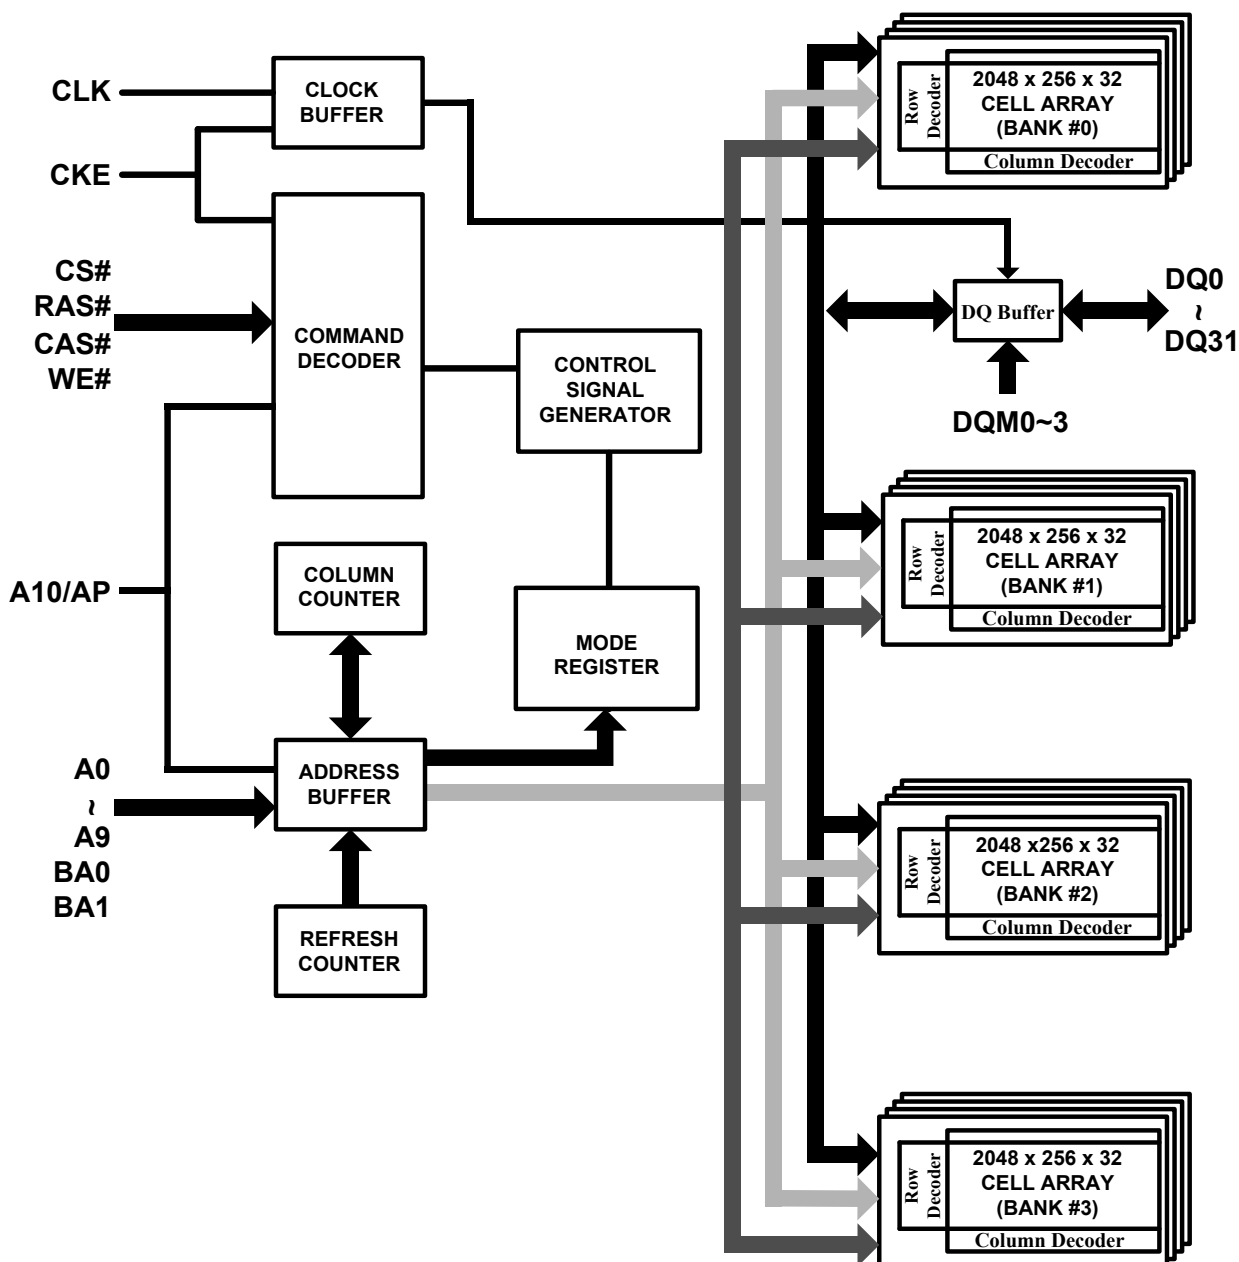 CLK
CKE
CS#
RAS#
CAS#
WE#
A10/AP
A0
~
A9
BA0
BA1
CLOCK
BUFFER
COMMAND
DECODER
CONTROL
SIGNAL
GENERATOR
COLUMN
COUNTER
MODE
REGISTER
ADDRESS
BUFFER
REFRESH
COUNTER
Row
Decoder
2048 x 256 x 32
CELL ARRAY
(BANK #0)
Column Decoder
DQ Buffer
DQ0
~
DQ31
DQM0~3
Row
Decoder
2048 x 256 x 32
CELL ARRAY
(BANK #1)
Column Decoder
Row
Decoder
2048 x256 x 32
CELL ARRAY
(BANK #2)
Column Decoder
Row
Decoder
2048 x 256 x 32
CELL ARRAY
(BANK #3)
Column Decoder